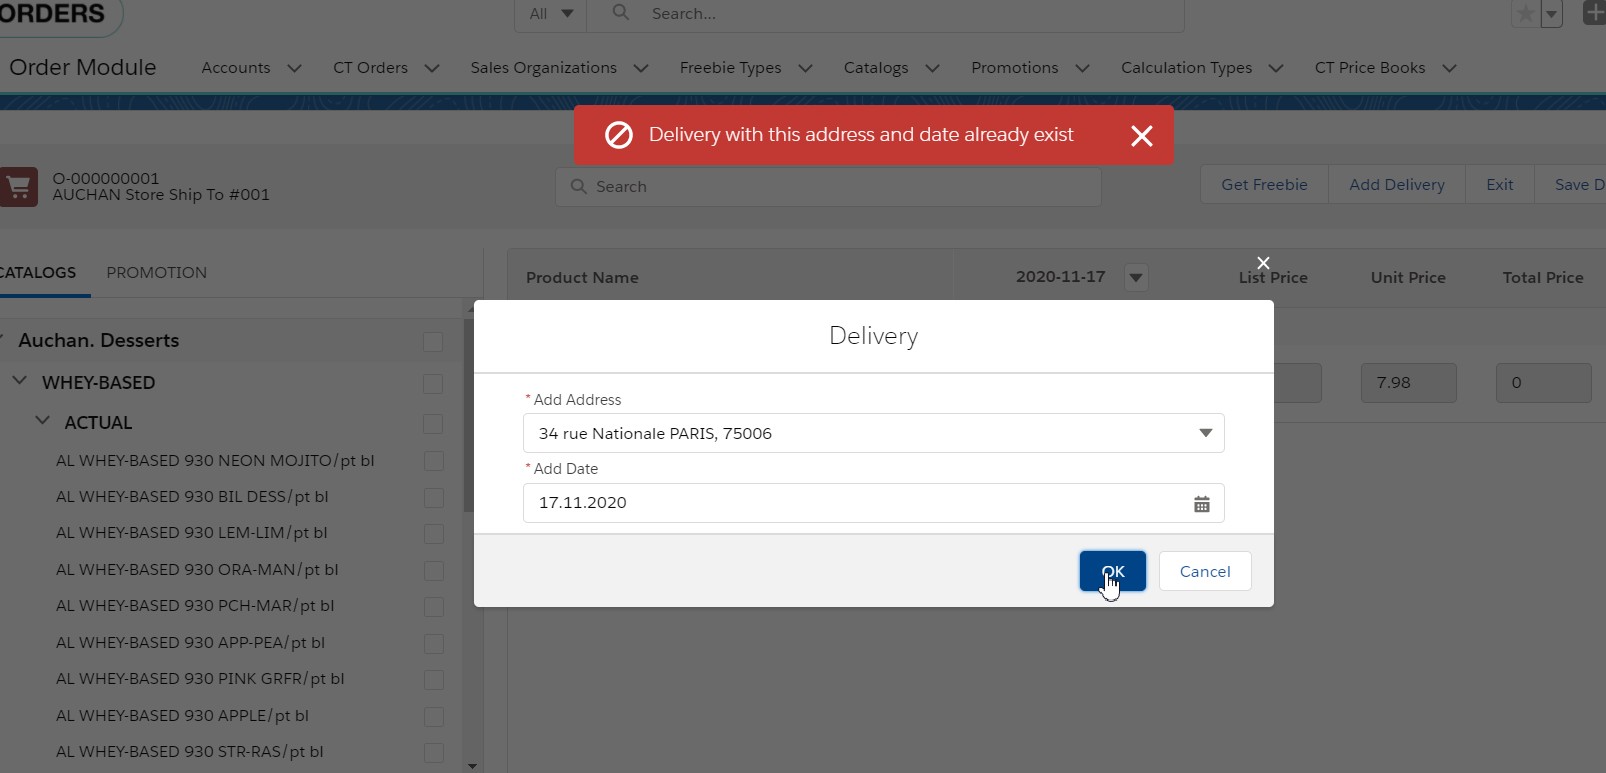 ORDERS
All
Search...
Order Module
Accounts
CT Orders
Sales Organizations
Freebie Types
Catalogs
Promotions
Calculation Types
CT Price Books
Delivery with this address and date already exist
O-000000001
AUCHAN Store Ship To #001
Search
Get Freebie
Add Delivery
Exit
Save D
CATALOGS
PROMOTION
Product Name
2020-11-17
List Price
Unit Price
Total Price
Auchan. Desserts
WHEY-BASED
ACTUAL
AL WHEY-BASED 930 NEON MOJITO/pt bl
AL WHEY-BASED 930 BIL DESS/pt bl
AL WHEY-BASED 930 LEM-LIM/pt bl
AL WHEY-BASED 930 ORA-MAN/pt bl
AL WHEY-BASED 930 PCH-MAR/pt bl
AL WHEY-BASED 930 APP-PEA/pt bl
AL WHEY-BASED 930 PINK GRFR/pt bl
AL WHEY-BASED 930 APPLE/pt bl
AL WHEY-BASED 930 STR-RAS/pt bl
7.98
0
Delivery
* Add Address
34 rue Nationale PARIS, 75006
* Add Date
17.11.2020
OK
Cancel